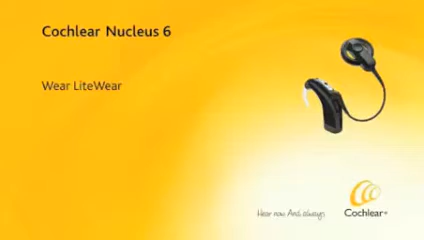 Cochlear Nucleus 6
Wear LiteWear
Hear now. And always
Cochlear®